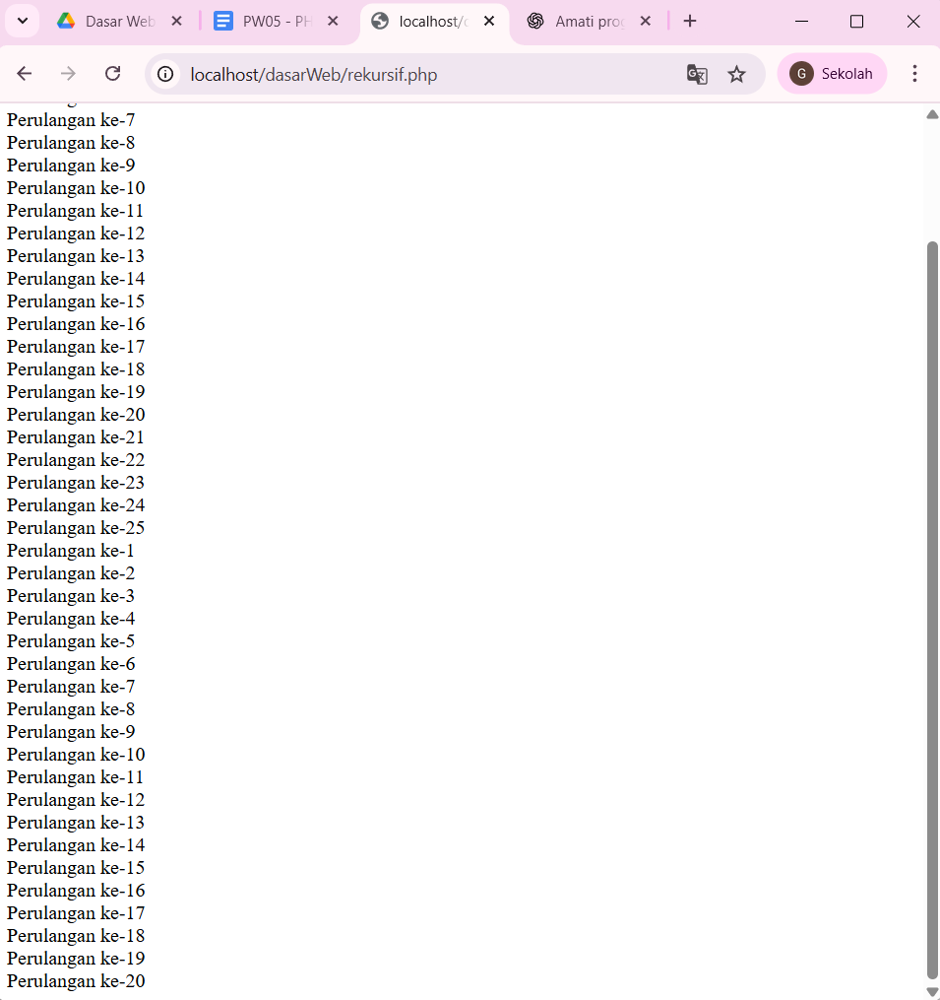 Dasar Web
PW05 - PH
localhost/
Amati pro
localhost/dasarWeb/rekursif.php
G
Sekolah
Perulangan ke-7
Perulangan ke-8
Perulangan ke-9
Perulangan ke-10
Perulangan ke-11
Perulangan ke-12
Perulangan ke-13
Perulangan ke-14
Perulangan ke-15
Perulangan ke-16
Perulangan ke-17
Perulangan ke-18
Perulangan ke-19
Perulangan ke-20
Perulangan ke-21
Perulangan ke-22
Perulangan ke-23
Perulangan ke-24
Perulangan ke-25
Perulangan ke-1
Perulangan ke-2
Perulangan ke-3
Perulangan ke-4
Perulangan ke-5
Perulangan ke-6
Perulangan ke-7
Perulangan ke-8
Perulangan ke-9
Perulangan ke-10
Perulangan ke-11
Perulangan ke-12
Perulangan ke-13
Perulangan ke-14
Perulangan ke-15
Perulangan ke-16
Perulangan ke-17
Perulangan ke-18
Perulangan ke-19
Perulangan ke-20